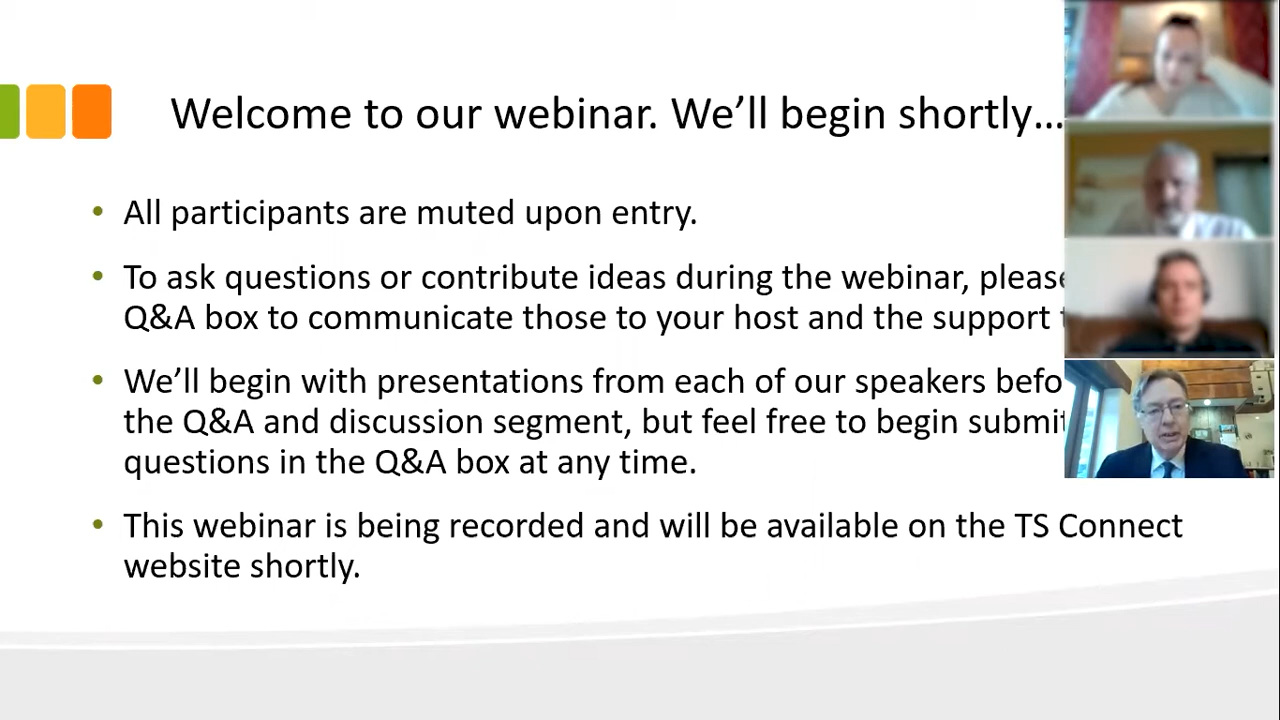 Welcome to our webinar. We’ll begin shortly…
• All participants are muted upon entry.
• To ask questions or contribute ideas during the webinar, please
Q&A box to communicate those to your host and the support
• We’ll begin with presentations from each of our speakers
the Q&A and discussion segment, but feel free to begin
questions in the Q&A box at any time.
• This webinar is being recorded and will be available on the TS Connect
website shortly.